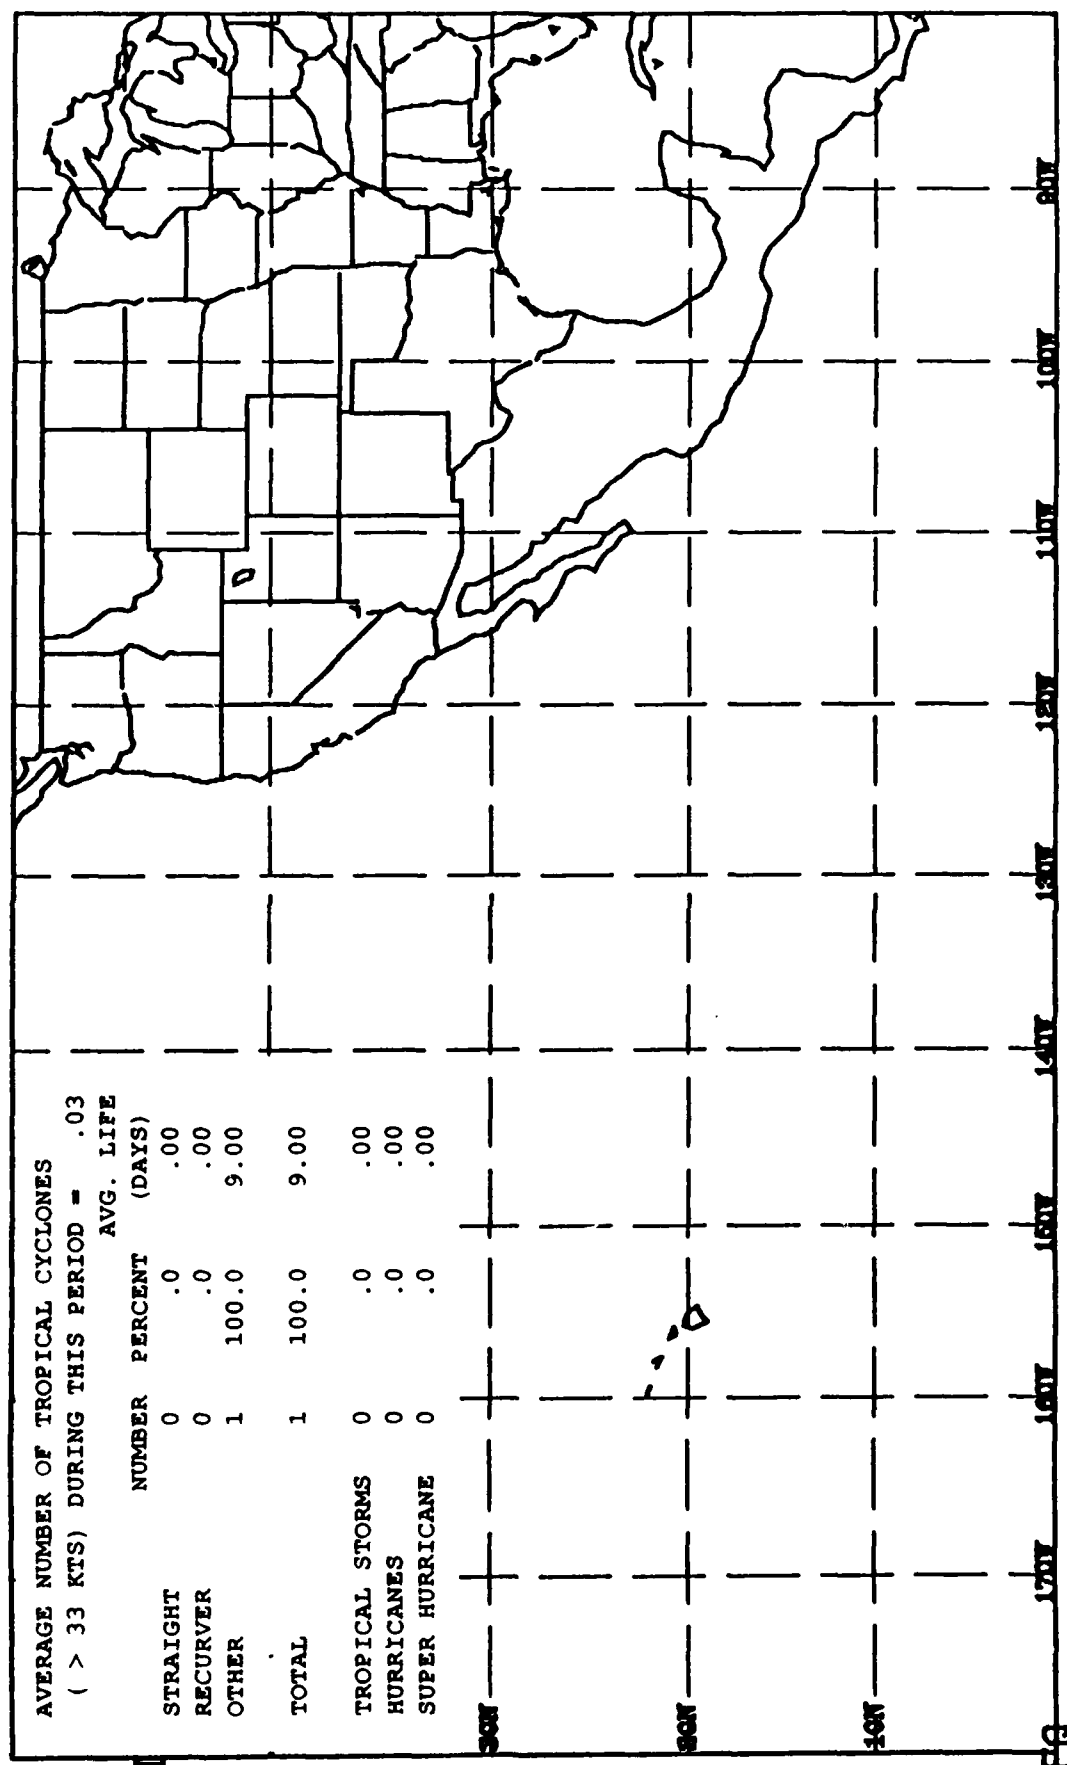 AVERAGE NUMBER OF TROPICAL CYCLONES
( > 33 KTS) DURING THIS PERIOD = .03
AVG. LIFE
NUMBER PERCENT (DAYS)
STRAIGHT 0 .0 .00
RECURVER 0 .0 .00
OTHER 1 100.0 9.00
TOTAL 1 100.0 9.00
TROPICAL STORMS 0 .0 .00
HURRICANES 0 .0 .00
SUPER HURRICANE 0 .0 .00
30N
20N
10N
170W 160W 150W 140W 130W 120W 110W 100W 90W